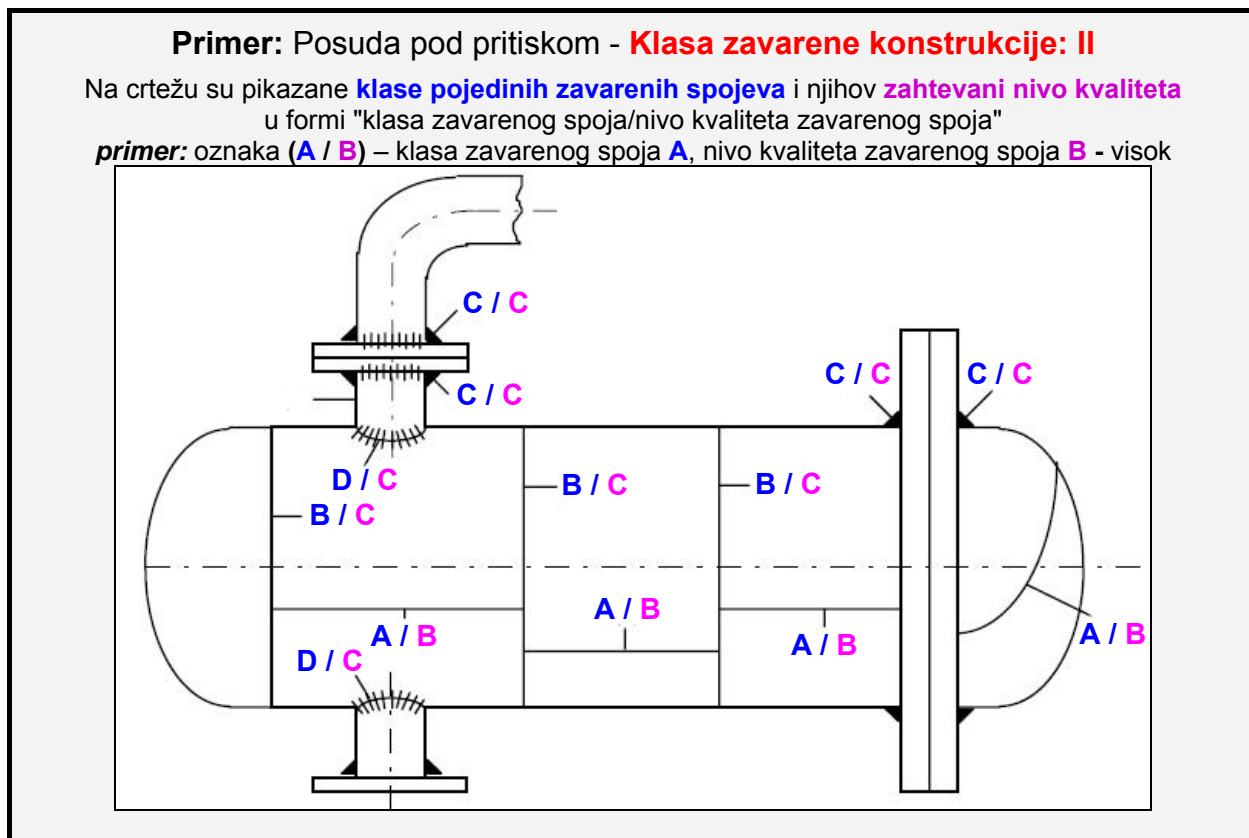 Primer: Posuda pod pritiskom - Klasa zavarene konstrukcije: II
Na crtežu su pikazane klase pojedinih zavarenih spojeva i njihov zahtevani nivo kvaliteta
u formi "klasa zavarenog spoja/nivo kvaliteta zavarenog spoja"
primer: oznaka (A / B) – klasa zavarenog spoja A, nivo kvaliteta zavarenog spoja B - visok
C / C
C / C
C / C
C / C
D / C
B / C
B / C
B / C
A / B
A / B
A / B
A / B
D / C